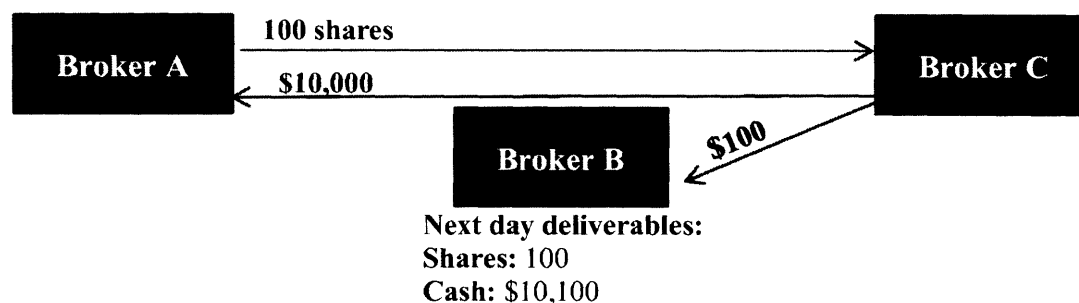 100 shares
Broker A
Broker C
$10,000
$100
Broker B
Next day deliverables:
Shares: 100
Cash: $10,100